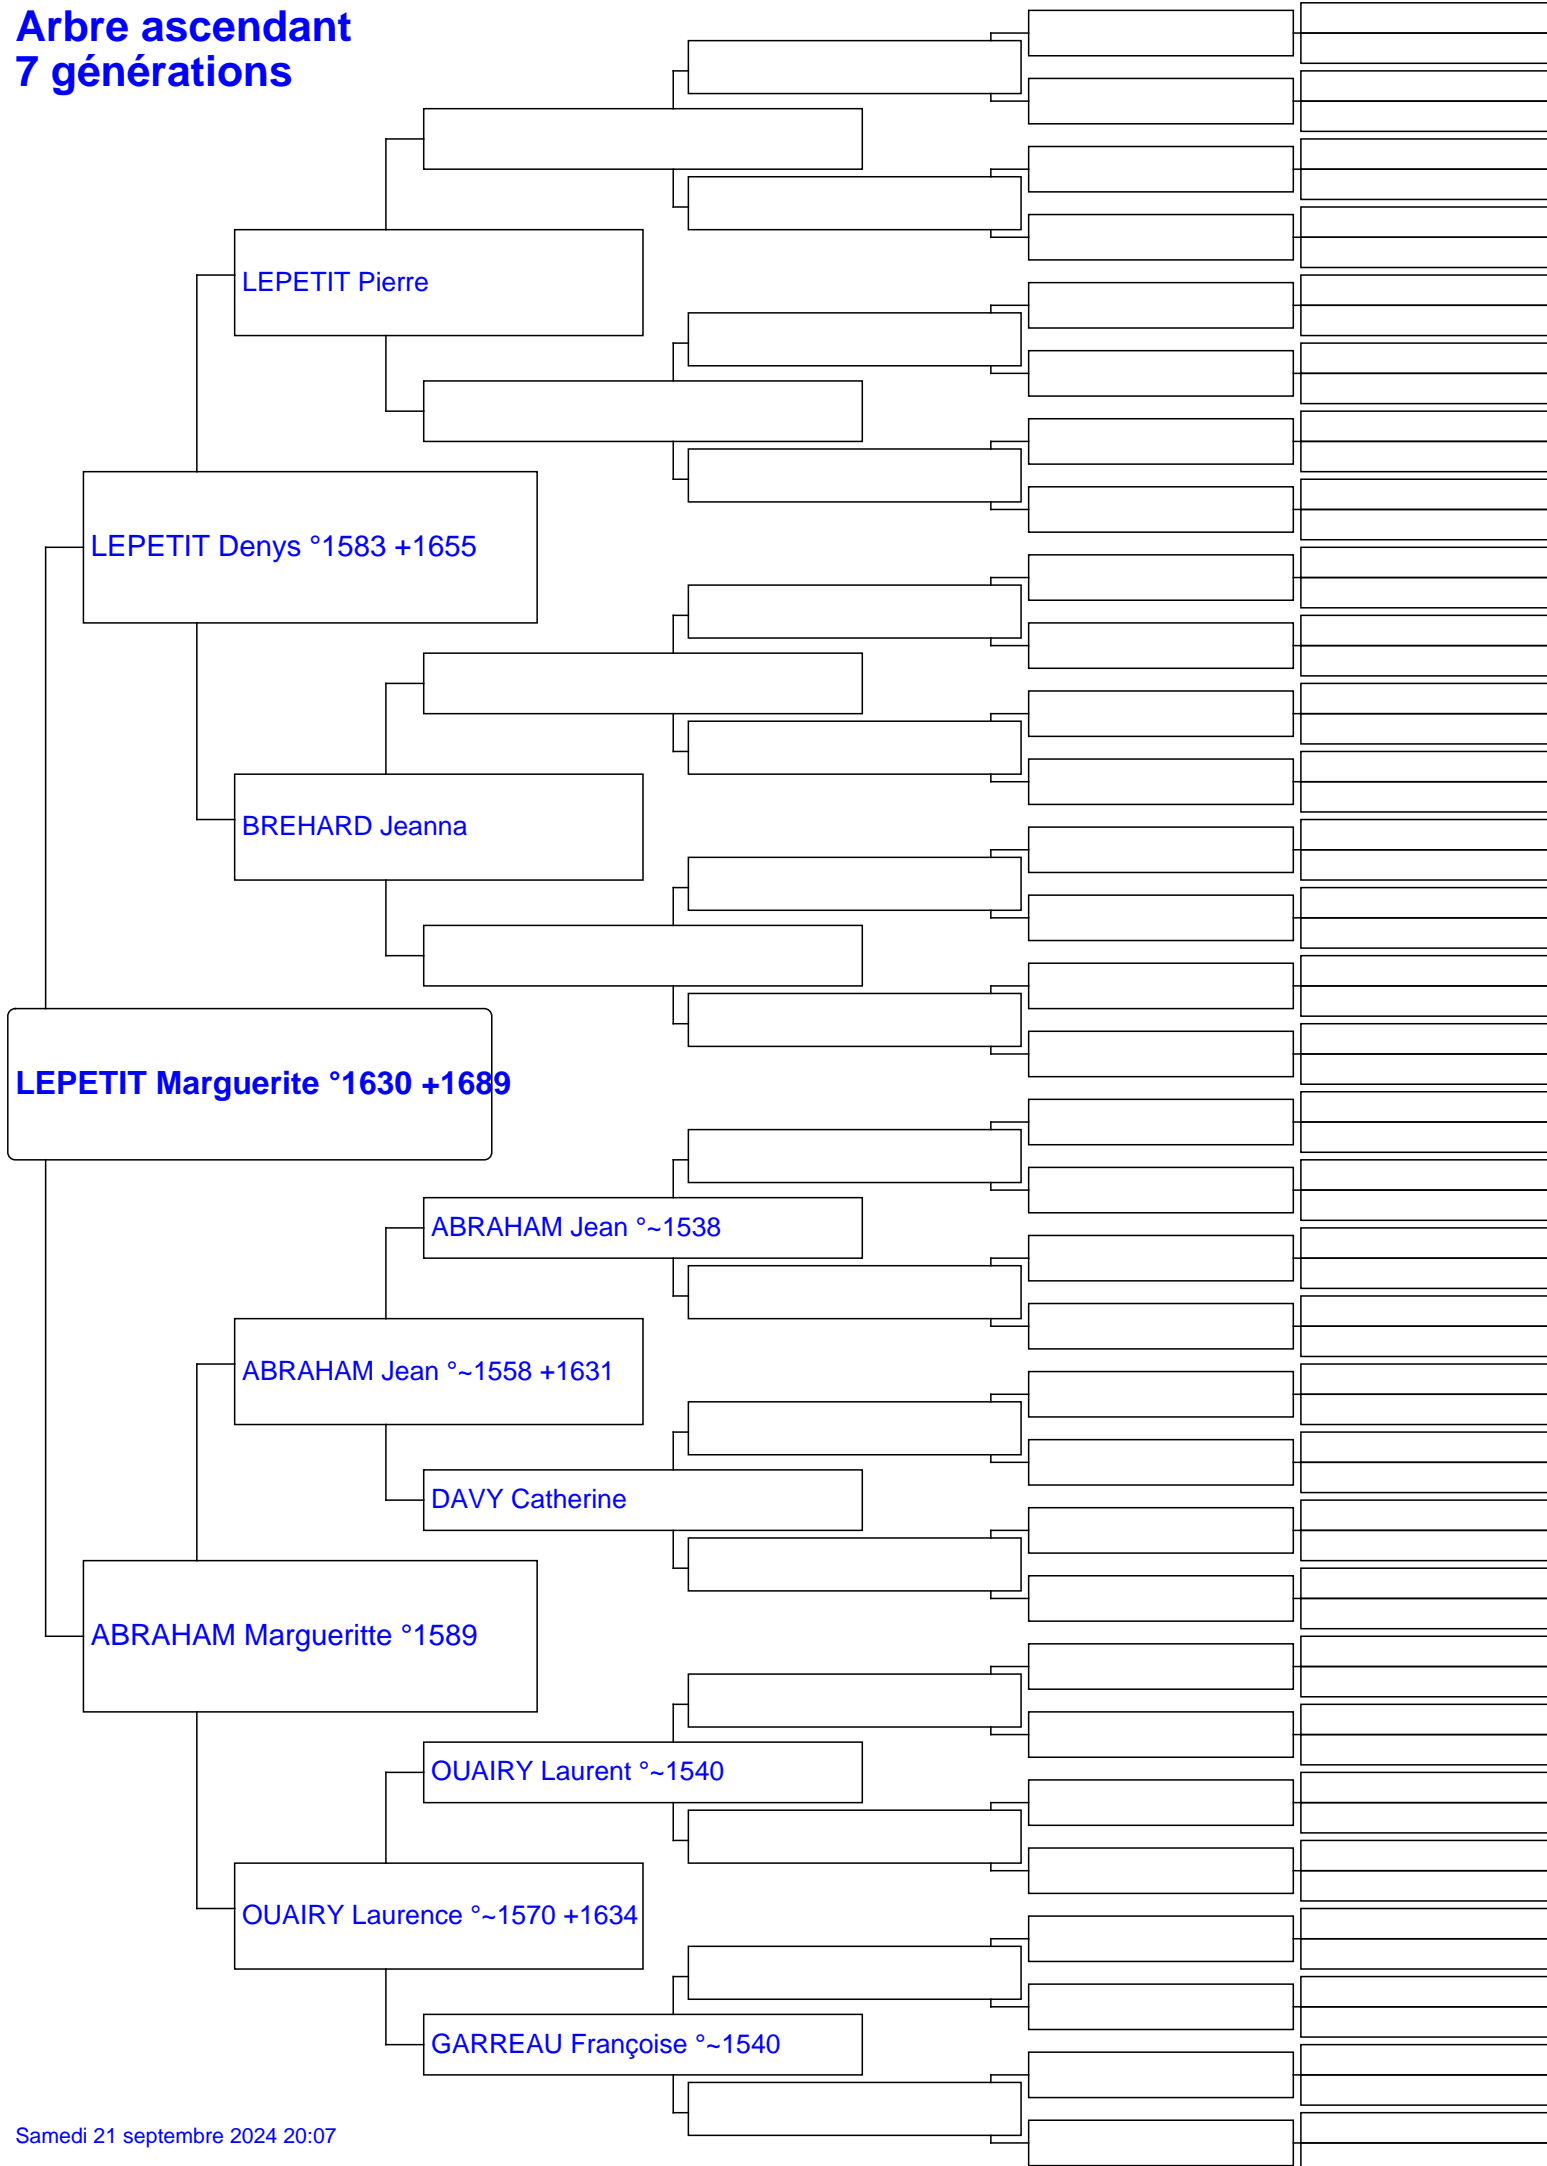 Arbre ascendant
7 générations
LEPETIT Pierre
LEPETIT Denys °1583 +1655
BREHARD Jeanna
LEPETIT Marguerite °1630 +1689
ABRAHAM Jean °~1538
ABRAHAM Jean °~1558 +1631
DAVY Catherine
ABRAHAM Margueritte °1589
OUAIRY Laurent °~1540
OUAIRY Laurence °~1570 +1634
GARREAU Françoise °~1540
Samedi 21 septembre 2024 20:07